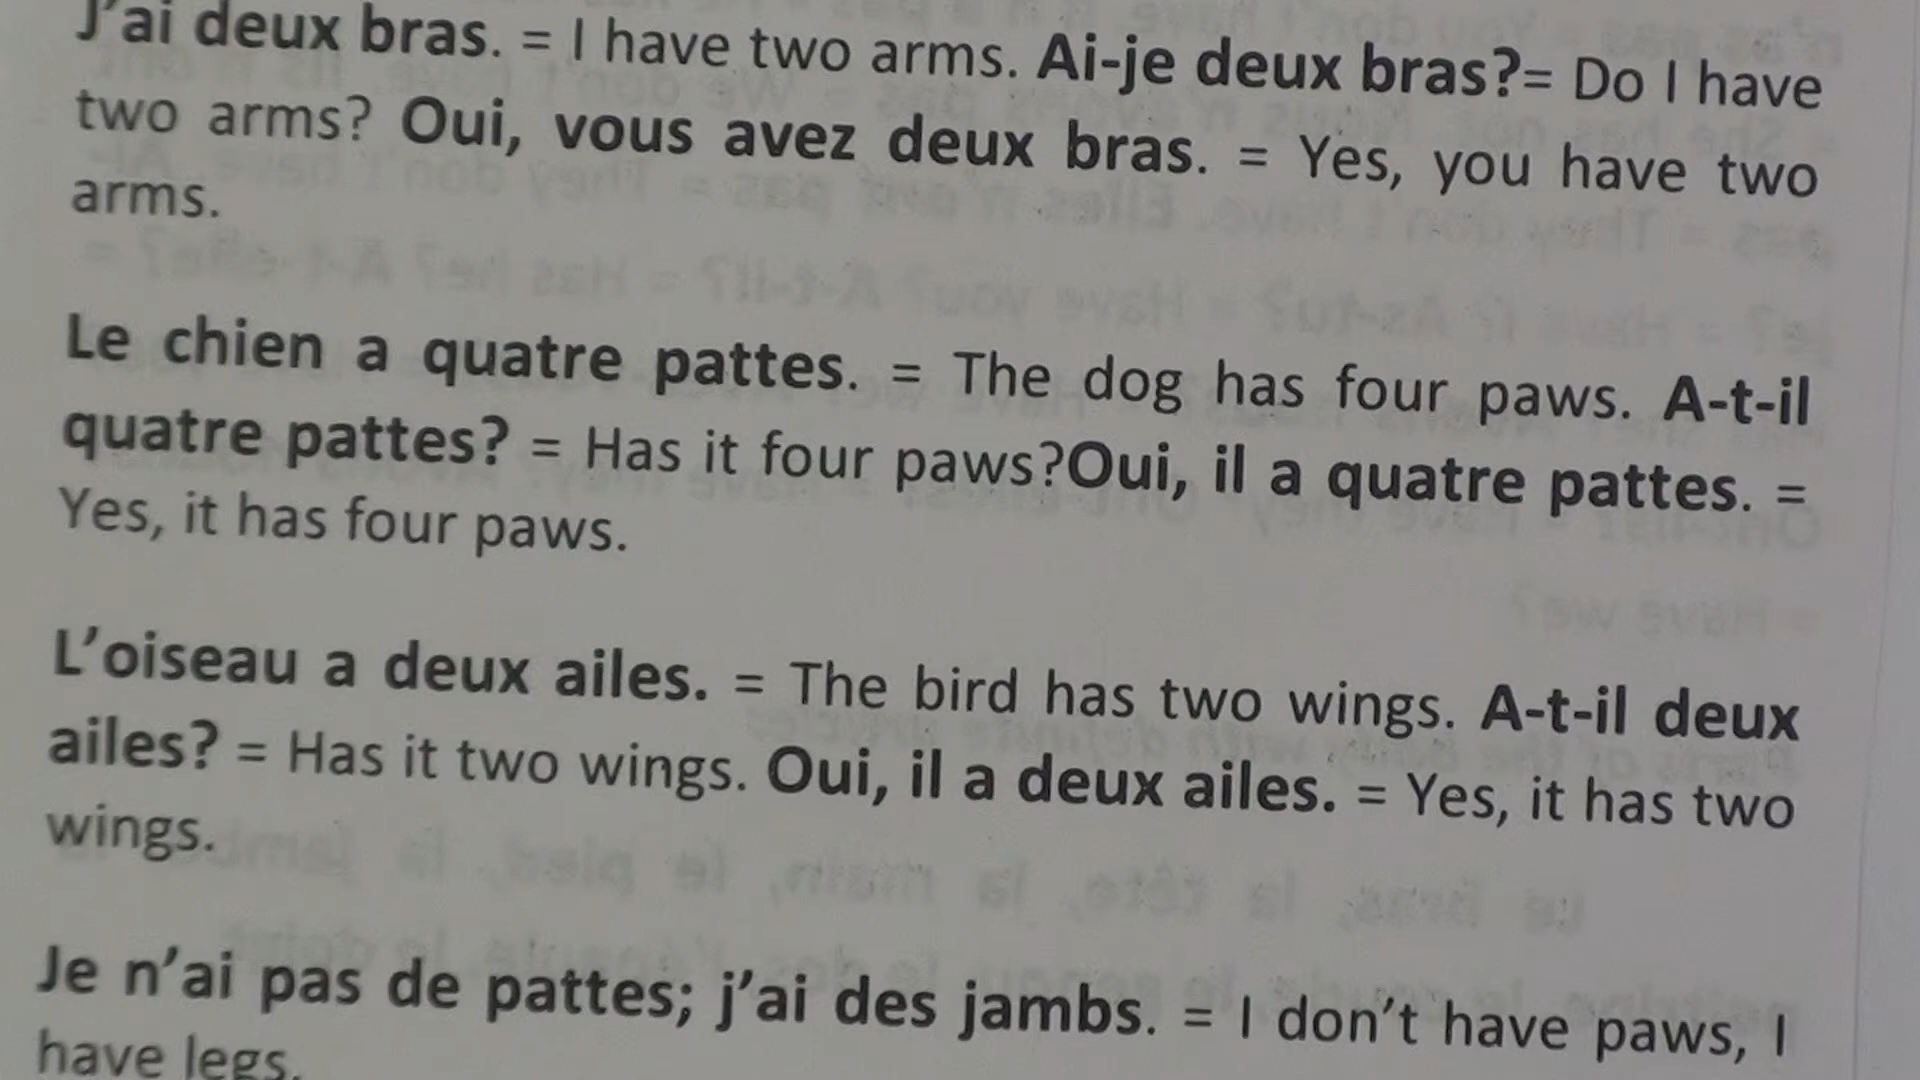 J'ai deux bras. = I have two arms. Ai-je deux bras?= Do I have
two arms? Oui, vous avez deux bras. = Yes, you have two
arms.
Le chien a quatre pattes. = The dog has four paws. A-t-il
quatre pattes? = Has it four paws?Oui, il a quatre pattes. =
Yes, it has four paws.
L'oiseau a deux ailes. = The bird has two wings. A-t-il deux
ailes? = Has it two wings. Oui, il a deux ailes. = Yes, it has two
wings.
Je n'ai pas de pattes; j'ai des jambs. = I don't have paws, I
have legs.